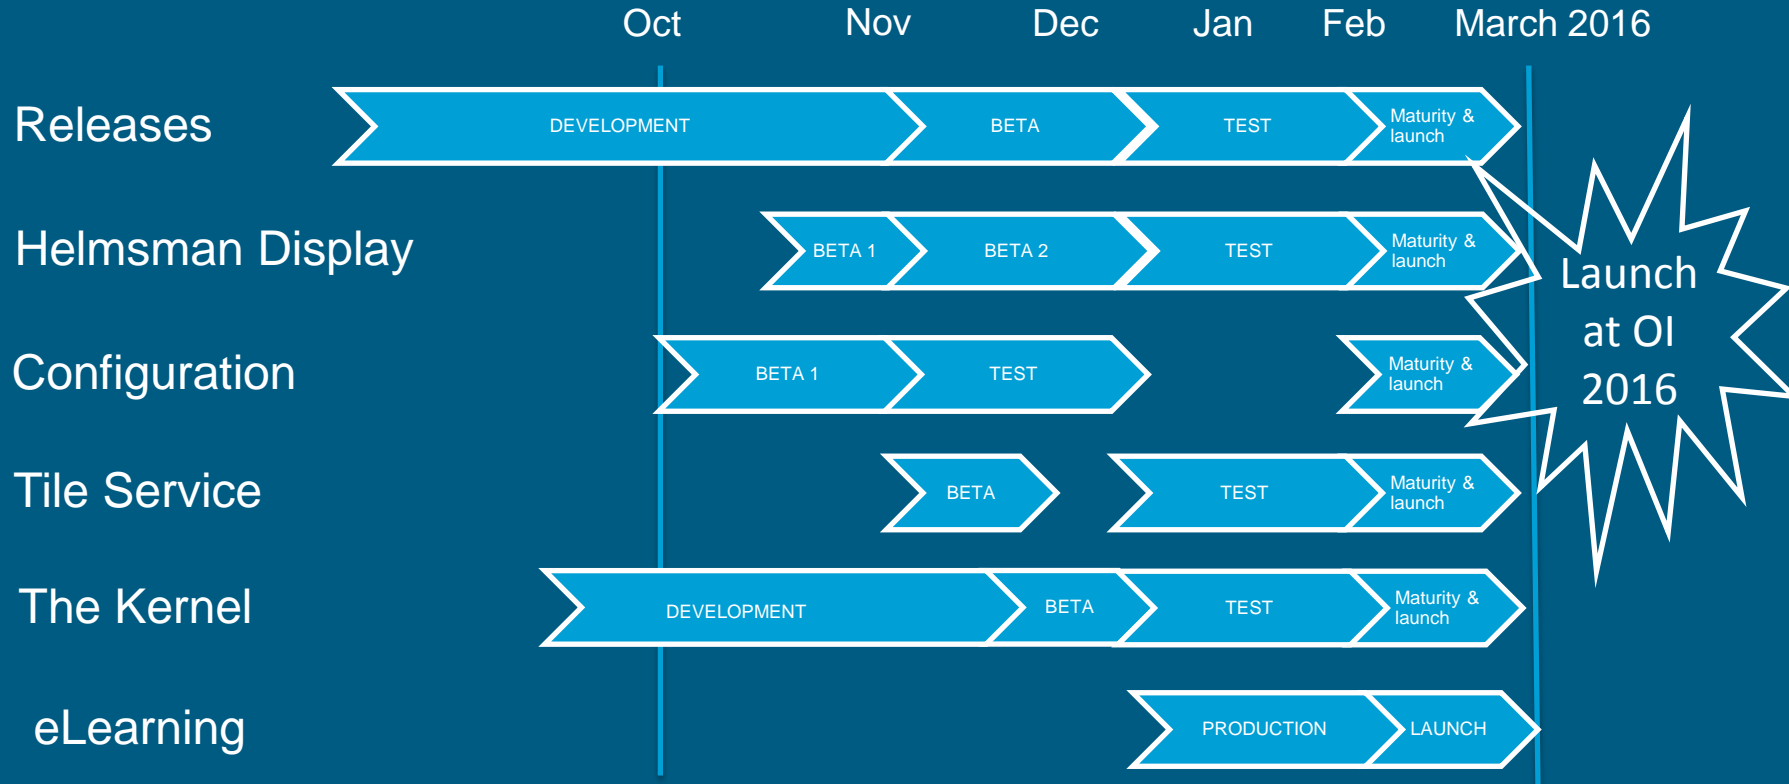 Oct Nov Dec Jan Feb March 2016
Releases
DEVELOPMENT
BETA
TEST
Maturity &
launch
Helmsman Display
BETA 1
BETA 2
TEST
Maturity &
launch
Configuration
BETA 1
TEST
Maturity &
launch
Tile Service
BETA
TEST
Maturity &
launch
The Kernel
DEVELOPMENT
BETA
TEST
Maturity &
launch
eLearning
PRODUCTION
LAUNCH
Launch
at OI
2016